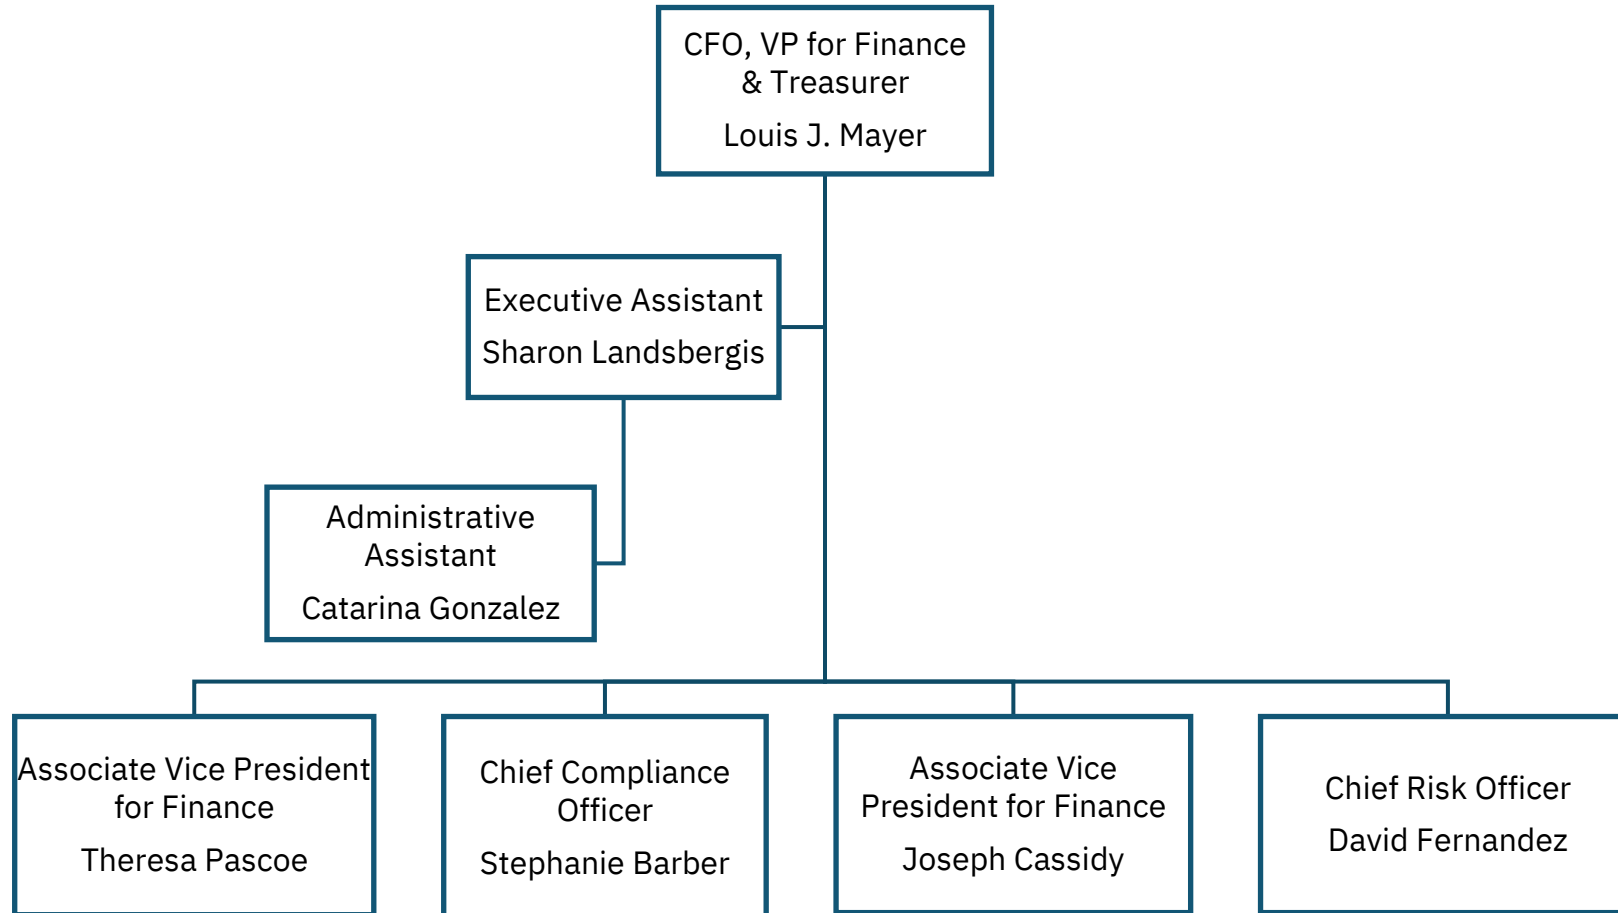 CFO, VP for Finance
& Treasurer
Louis J. Mayer
Executive Assistant
Sharon Landsbergis
Administrative
Assistant
Catarina Gonzalez
Associate Vice President
for Finance
Theresa Pascoe
Chief Compliance
Officer
Stephanie Barber
Associate Vice
President for Finance
Joseph Cassidy
Chief Risk Officer
David Fernandez